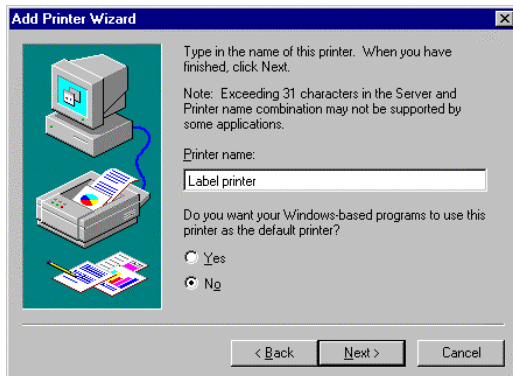 Add Printer Wizard
Type in the name of this printer. When you have
finished, click Next.
Note: Exceeding 31 characters in the Server and
Printer name combination may not be supported by
some applications.
Printer name:
Label printer
Do you want your Windows-based programs to use this
printer as the default printer?
Yes
No
< Back
Next >
Cancel